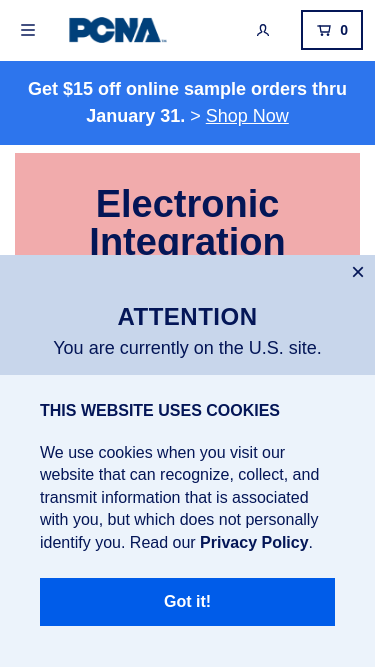 PCNA
0
Get $15 off online sample orders thru
January 31. > Shop Now
Electronic
Integration
×
ATTENTION
You are currently on the U.S. site.
THIS WEBSITE USES COOKIES
We use cookies when you visit our
website that can recognize, collect, and
transmit information that is associated
with you, but which does not personally
identify you. Read our Privacy Policy.
Got it!